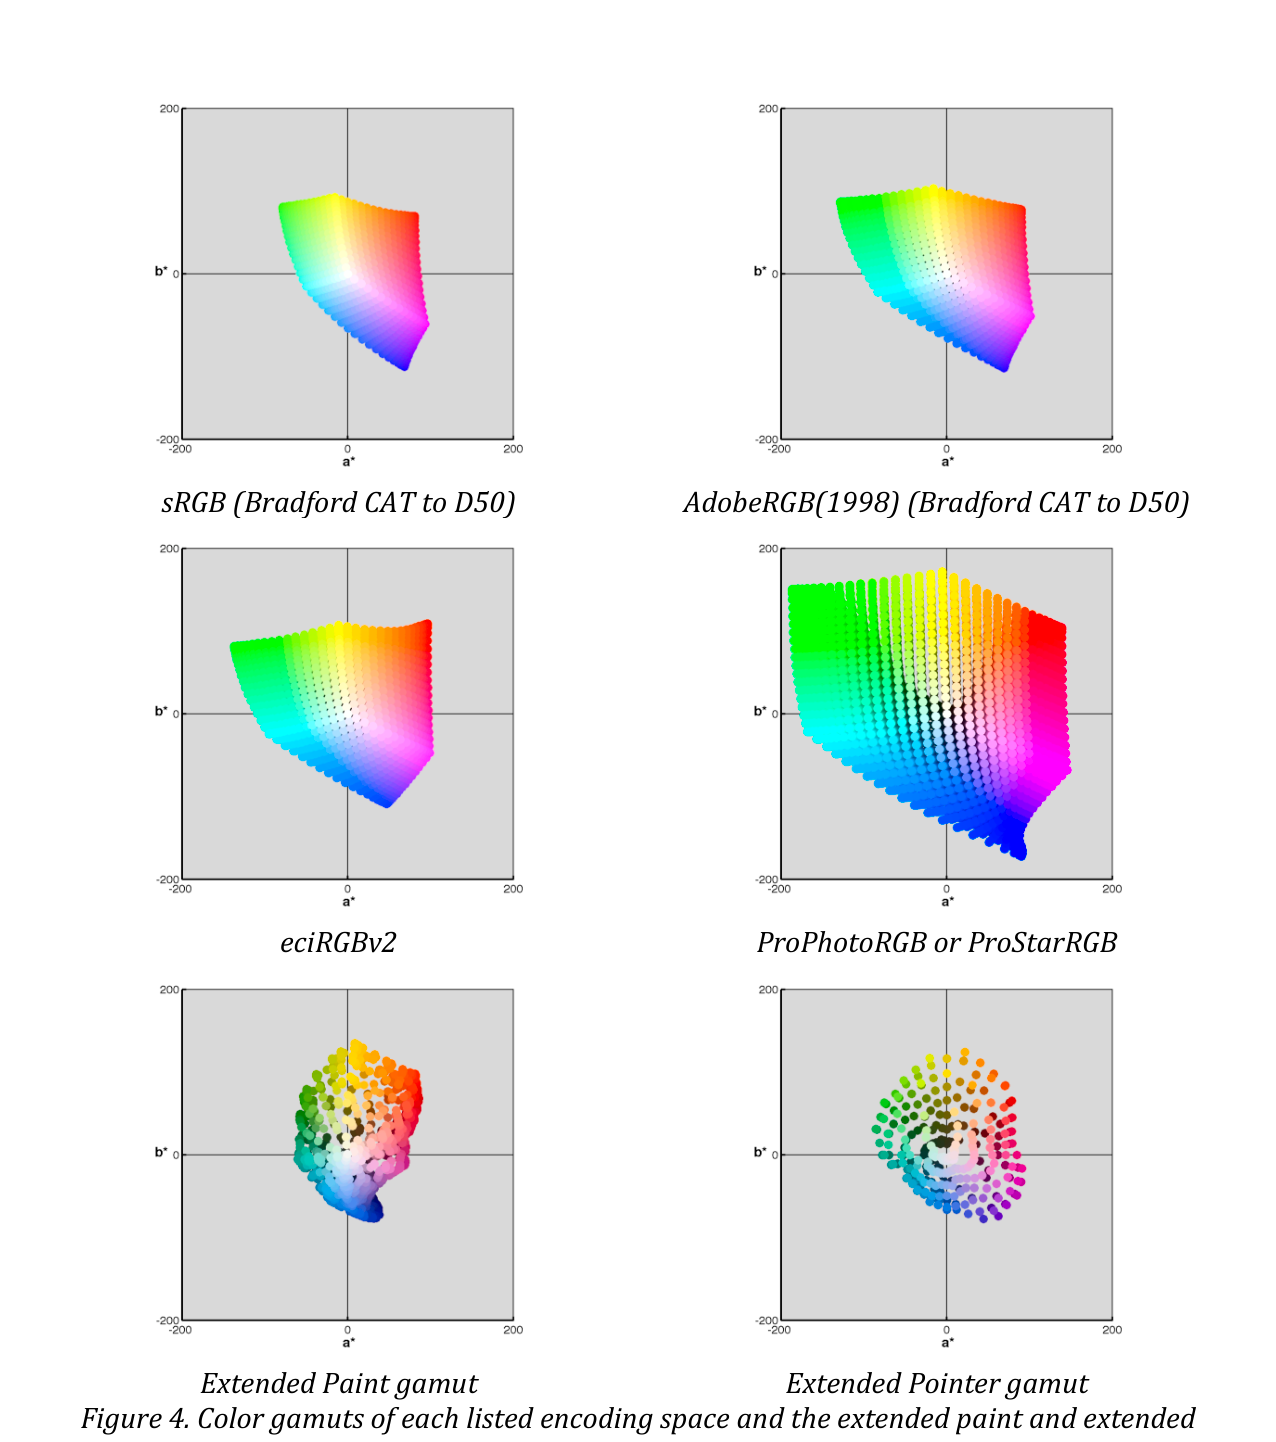 200
200
b* 0
b* 0
-200
-200
-200 0 200
-200 0 200
a*
a*
sRGB (Bradford CAT to D50)
AdobeRGB(1998) (Bradford CAT to D50)
200
200
b* 0
b* 0
-200
-200
-200 0 200
-200 0 200
a*
a*
eciRGBv2
ProPhotoRGB or ProStarRGB
200
200
b* 0
b* 0
-200
-200
-200 0 200
-200 0 200
a*
a*
Extended Paint gamut
Extended Pointer gamut
Figure 4. Color gamuts of each listed encoding space and the extended paint and extended